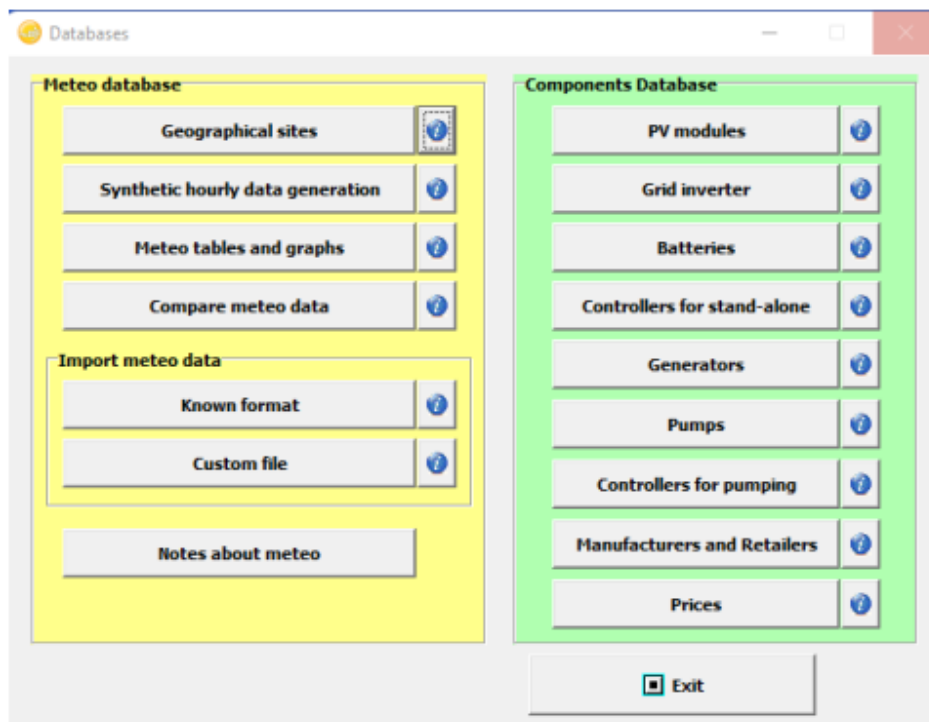 Databases
Meteo database
Geographical sites
Synthetic hourly data generation
Meteo tables and graphs
Compare meteo data
Import meteo data
Known format
Custom file
Notes about meteo
Components Database
PV modules
Grid inverter
Batteries
Controllers for stand-alone
Generators
Pumps
Controllers for pumping
Manufacturers and Retailers
Prices
Exit